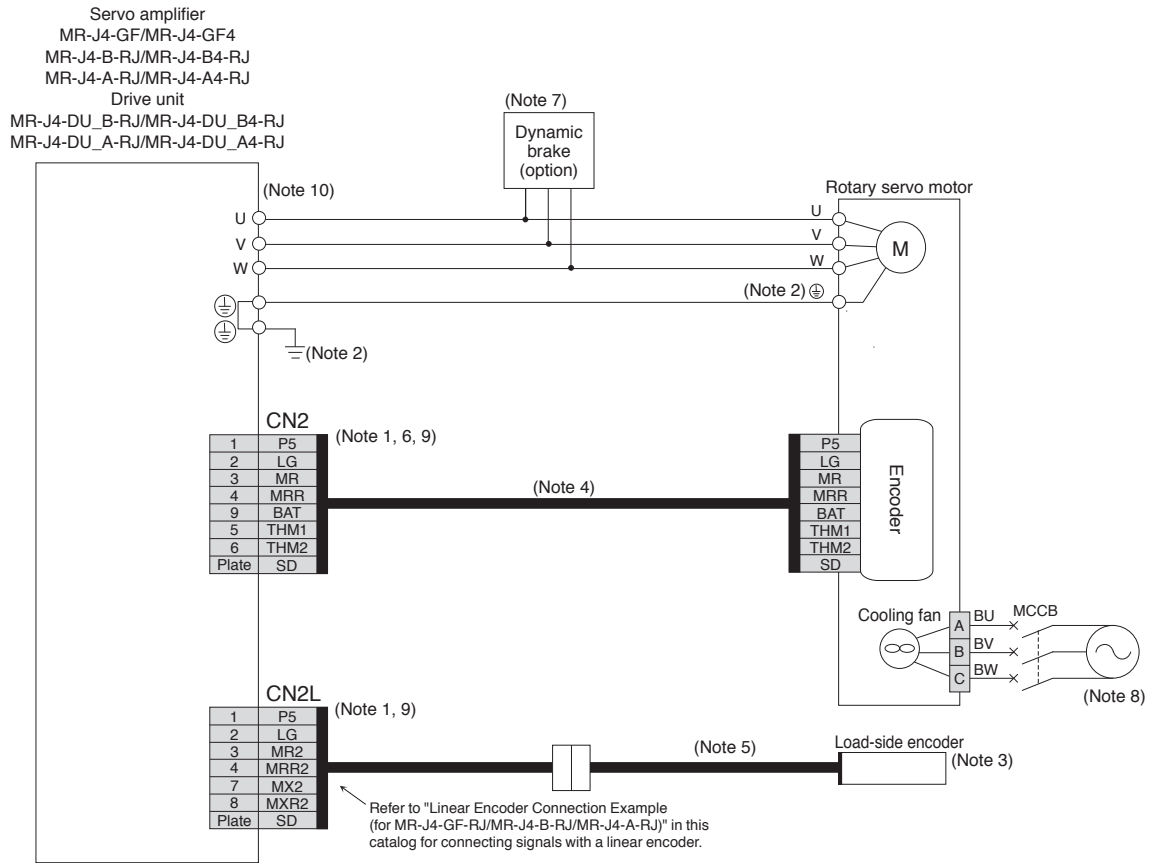 Servo amplifier
MR-J4-GF/MR-J4-GF4
MR-J4-B-RJ/MR-J4-B4-RJ
MR-J4-A-RJ/MR-J4-A4-RJ
Drive unit
MR-J4-DU_B-RJ/MR-J4-DU_B4-RJ
MR-J4-DU_A-RJ/MR-J4-DU_A4-RJ
(Note 7)
Dynamic
brake
(option)
(Note 10)
Rotary servo motor
U
V
W
U
V
W
M
(Note 2)
(Note 2)
CN2
(Note 1, 6, 9)
1 P5
2 LG
3 MR
4 MRR
9 BAT
5 THM1
6 THM2
Plate SD
(Note 4)
P5
LG
MR
MRR
BAT
THM1
THM2
SD
Encoder
Cooling fan
A BU
B BV
C BW
MCCB
(Note 8)
CN2L
(Note 1, 9)
1 P5
2 LG
3 MR2
4 MRR2
7 MX2
8 MXR2
Plate SD
(Note 5)
Load-side encoder
(Note 3)
Refer to "Linear Encoder Connection Example
(for MR-J4-GF-RJ/MR-J4-B-RJ/MR-J4-A-RJ)" in this
catalog for connecting signals with a linear encoder.